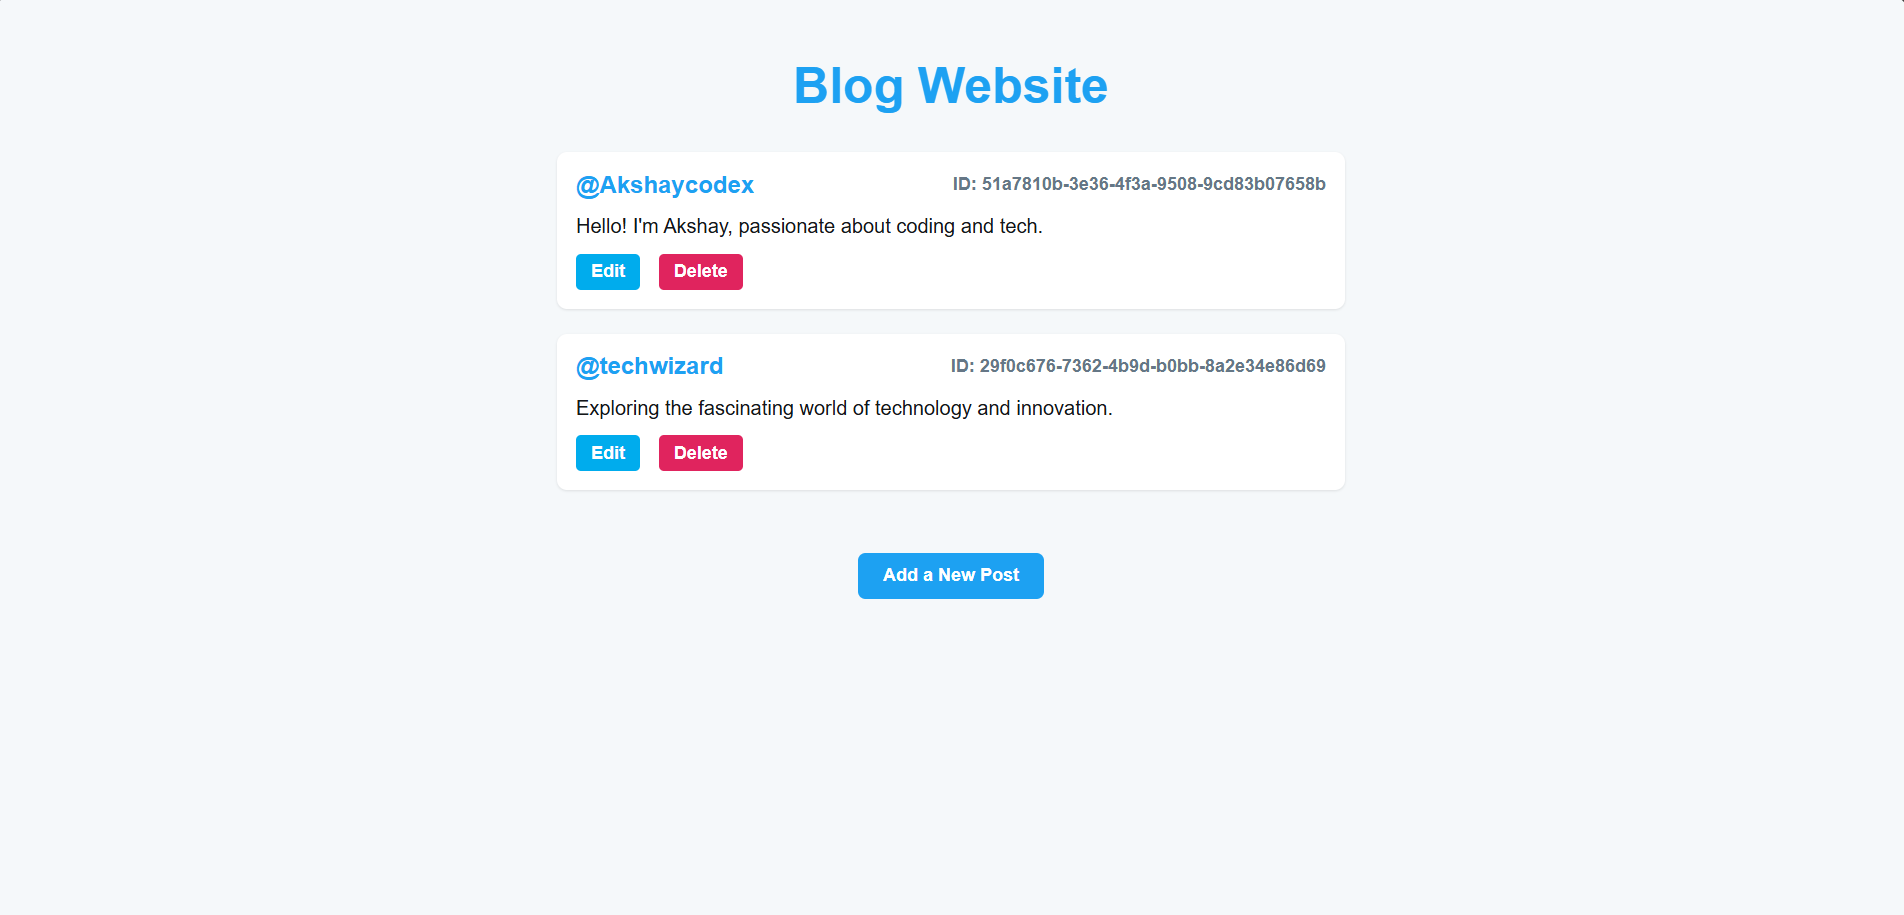 Blog Website
@Akshaycodex ID: 51a7810b-3e36-4f3a-9508-9cd83b07658b
Hello! I'm Akshay, passionate about coding and tech.
Edit Delete
@techwizard ID: 29f0c676-7362-4b9d-b0bb-8a2e34e86d69
Exploring the fascinating world of technology and innovation.
Edit Delete
Add a New Post